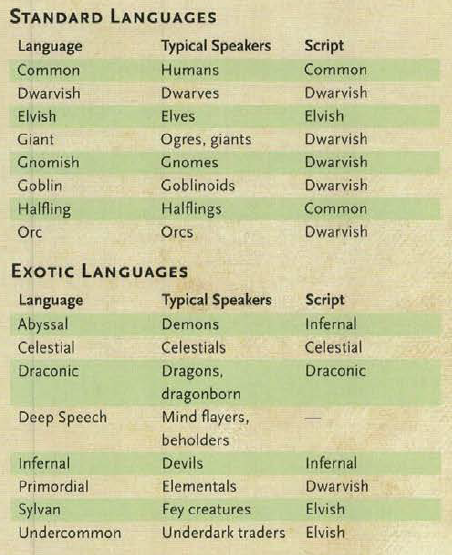 STANDARD LANGUAGES
Language Typical Speakers Script
Common Humans Common
Dwarvish Dwarves Dwarvish
Elvish Elves Elvish
Giant Ogres, giants Dwarvish
Gnomish Gnomes Dwarvish
Goblin Goblinoids Dwarvish
Halfling Halflings Common
Orc Orcs Dwarvish
EXOTIC LANGUAGES
Language Typical Speakers Script
Abyssal Demons Infernal
Celestial Celestials Celestial
Draconic Dragons, Draconic
dragonborn
Deep Speech Mind flayers, —
beholders
Infernal Devils Infernal
Primordial Elementals Dwarvish
Sylvan Fey creatures Elvish
Undercommon Underdark traders Elvish